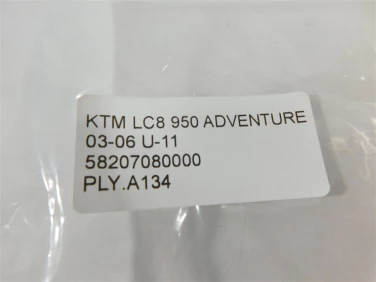 KTM LC8 950 ADVENTURE
03-06 U-11
58207080000
PLY.A134